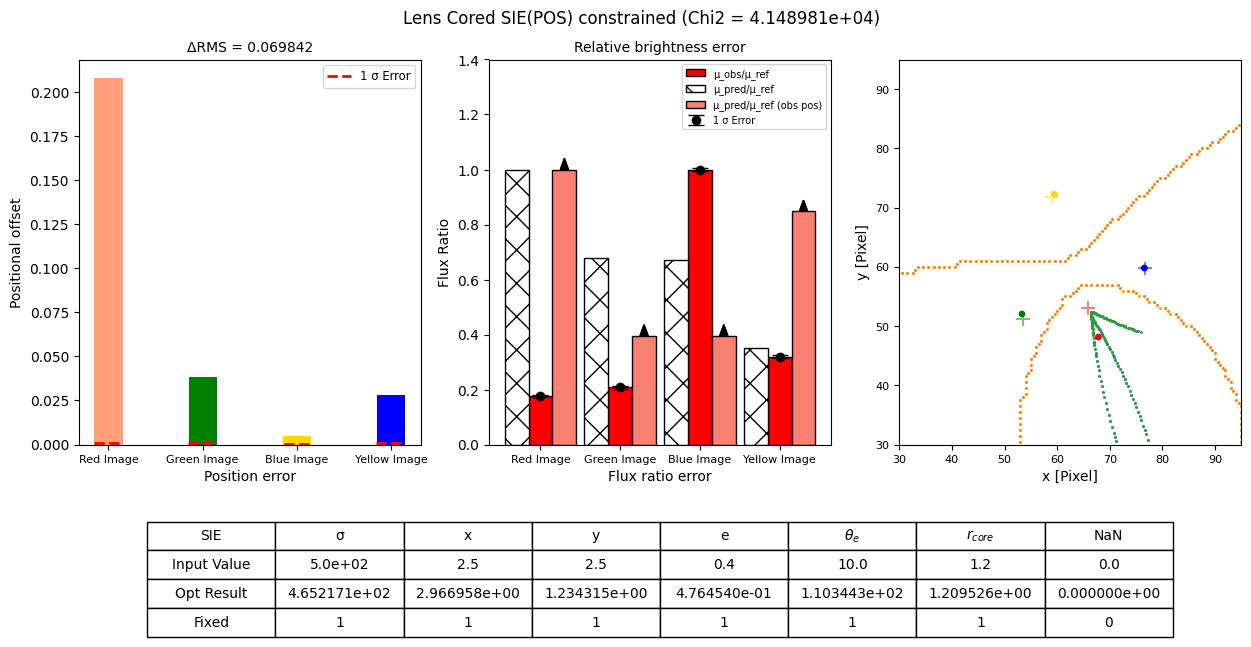 Lens Cored SIE(POS) constrained (Chi2 = 4.148981e+04)
ΔRMS = 0.069842
Positional offset
0.200
0.175
0.150
0.125
0.100
0.075
0.050
0.025
0.000
1 σ Error
Red Image Green Image Blue Image Yellow Image
Position error
Relative brightness error
Flux Ratio
1.4
1.2
1.0
0.8
0.6
0.4
0.2
0.0
μ_obs/μ_ref
μ_pred/μ_ref
μ_pred/μ_ref (obs pos)
1 σ Error
Red Image Green Image Blue Image Yellow Image
Flux ratio error
y [Pixel]
90
80
70
60
50
40
30
30 40 50 60 70 80 90
x [Pixel]
SIE σ x y e θ_e r_core NaN
Input Value 5.0e+02 2.5 2.5 0.4 10.0 1.2 0.0
Opt Result 4.652171e+02 2.966958e+00 1.234315e+00 4.764540e-01 1.103443e+02 1.209526e+00 0.000000e+00
Fixed 1 1 1 1 1 1 0